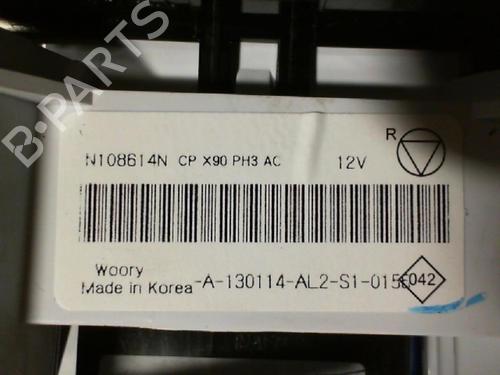 B-PARTS
N108614N CP X90 PH3 AC 12V
R
Woory
Made in Korea -A-130114-AL2-S1-015
042